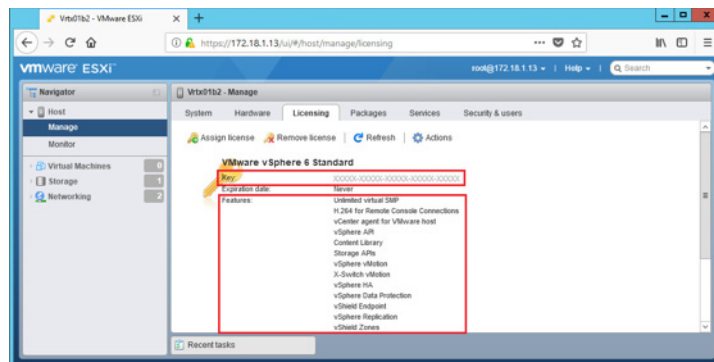 Vrtx01b2 - VMware ESXi
https://172.18.1.13/ui/#/host/manage/licensing
vmware ESXi
root@172.18.1.13 | Help | Search
Navigator
Vrtx01b2 - Manage
Host
Manage
Monitor
Virtual Machines 0
Storage 1
Networking 2
System Hardware Licensing Packages Services Security & users
Assign license Remove license Refresh Actions
VMware vSphere 6 Standard
Key: XXXXX-XXXXX-XXXXX-XXXXX-XXXXX
Expiration date: Never
Features: Unlimited virtual SMP
H.264 for Remote Console Connections
vCenter agent for VMware host
vSphere API
Content Library
Storage APIs
vSphere vMotion
X-Switch vMotion
vSphere HA
vSphere Data Protection
vShield Endpoint
vSphere Replication
vShield Zones
Recent tasks